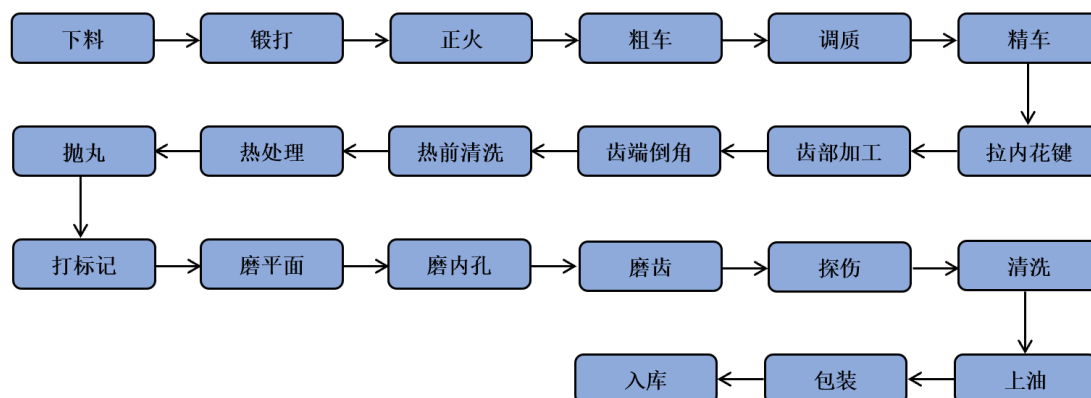 下料 锻打 正火 粗车 调质 精车
抛丸 热处理 热前清洗 齿端倒角 齿部加工 拉内花键
打标记 磨平面 磨内孔 磨齿 探伤 清洗
入库 包装 上油